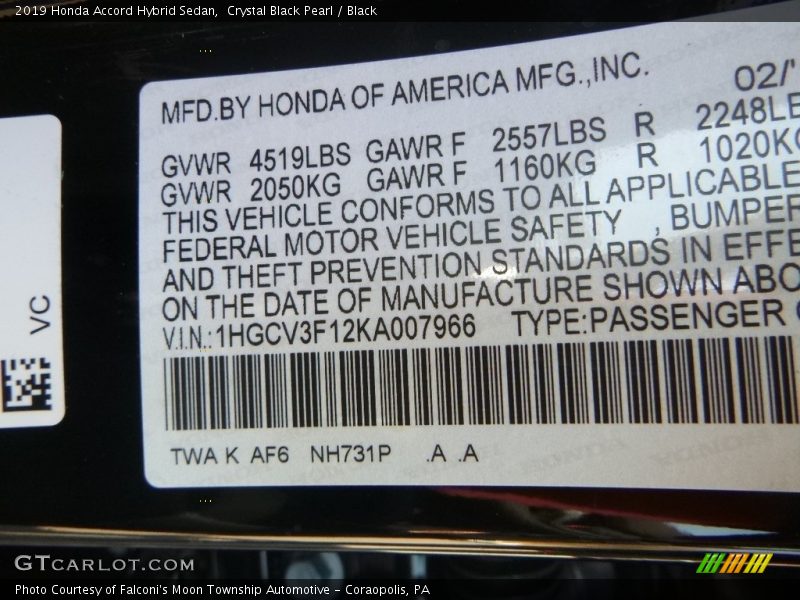 2019 Honda Accord Hybrid Sedan, Crystal Black Pearl / Black
MFD.BY HONDA OF AMERICA MFG.,INC. 02/'
GVWR 4519LBS GAWR F 2557LBS R 2248LB
GVWR 2050KG GAWR F 1160KG R 1020KG
THIS VEHICLE CONFORMS TO ALL APPLICABLE
FEDERAL MOTOR VEHICLE SAFETY , BUMPER
AND THEFT PREVENTION STANDARDS IN EFFE
ON THE DATE OF MANUFACTURE SHOWN ABO
V.I.N.:1HGCV3F12KA007966 TYPE:PASSENGER
TWA K AF6 NH731P .A .A
VC
GTCARLOT.COM
Photo Courtesy of Falconi's Moon Township Automotive - Coraopolis, PA